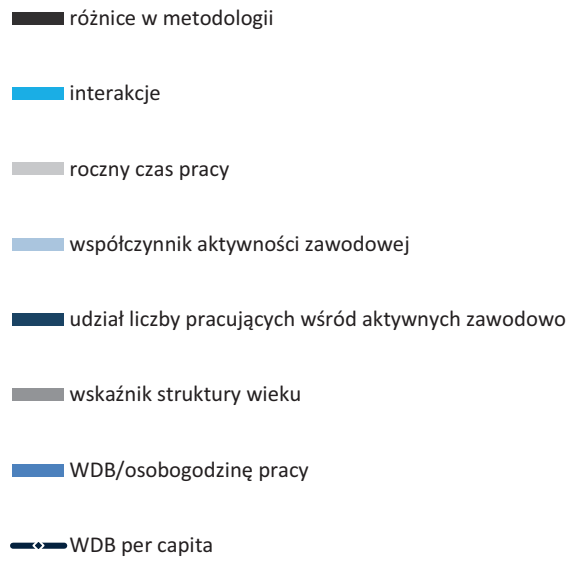 różnice w metodologii
interakcje
roczny czas pracy
współczynnik aktywności zawodowej
udział liczby pracujących wśród aktywnych zawodowo
wskaźnik struktury wieku
WDB/osobogodzinę pracy
WDB per capita